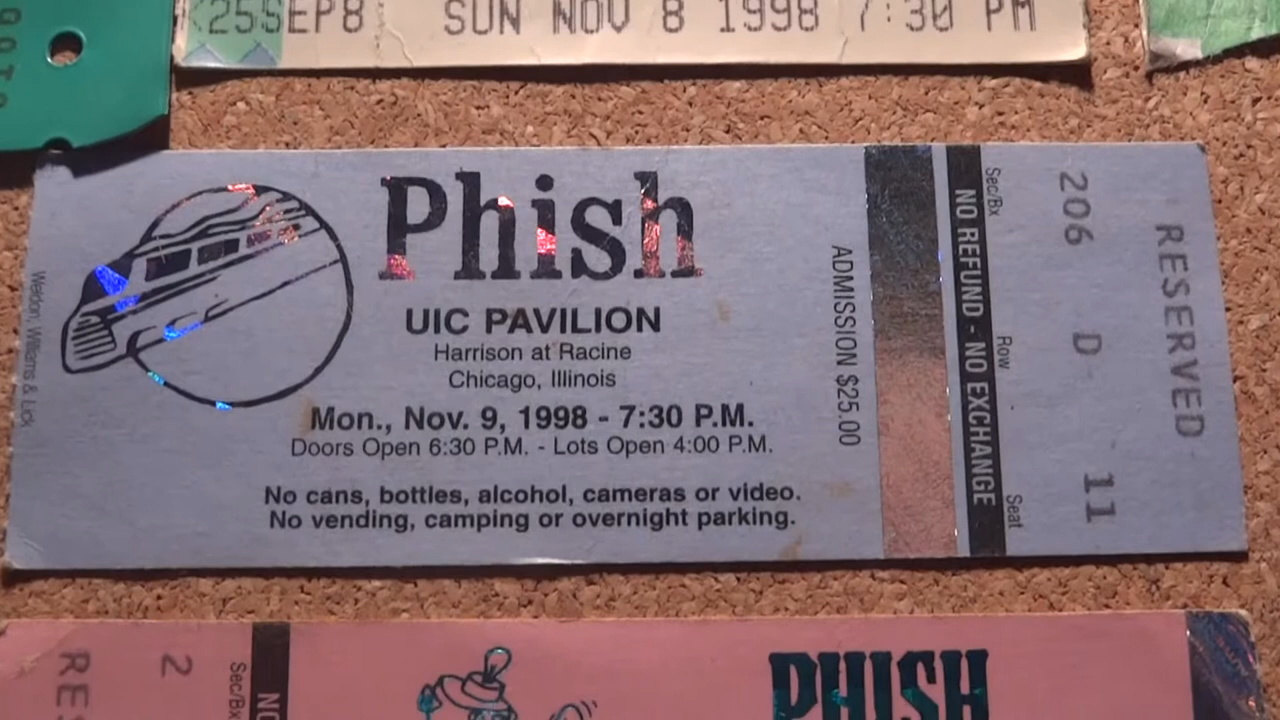 25SEP8 SUN NOV 8 1998 7:30 PM
Phish
UIC PAVILION
Harrison at Racine
Chicago, Illinois
Mon., Nov. 9, 1998 - 7:30 P.M.
Doors Open 6:30 P.M. - Lots Open 4:00 P.M.
No cans, bottles, alcohol, cameras or video.
No vending, camping or overnight parking.
Weldon, Williams & Lick
ADMISSION $25.00
NO REFUND - NO EXCHANGE
Sec/Bx Row Seat
206 D 11
RESERVED
RES
2
Sec/Bx
NO
PHISH